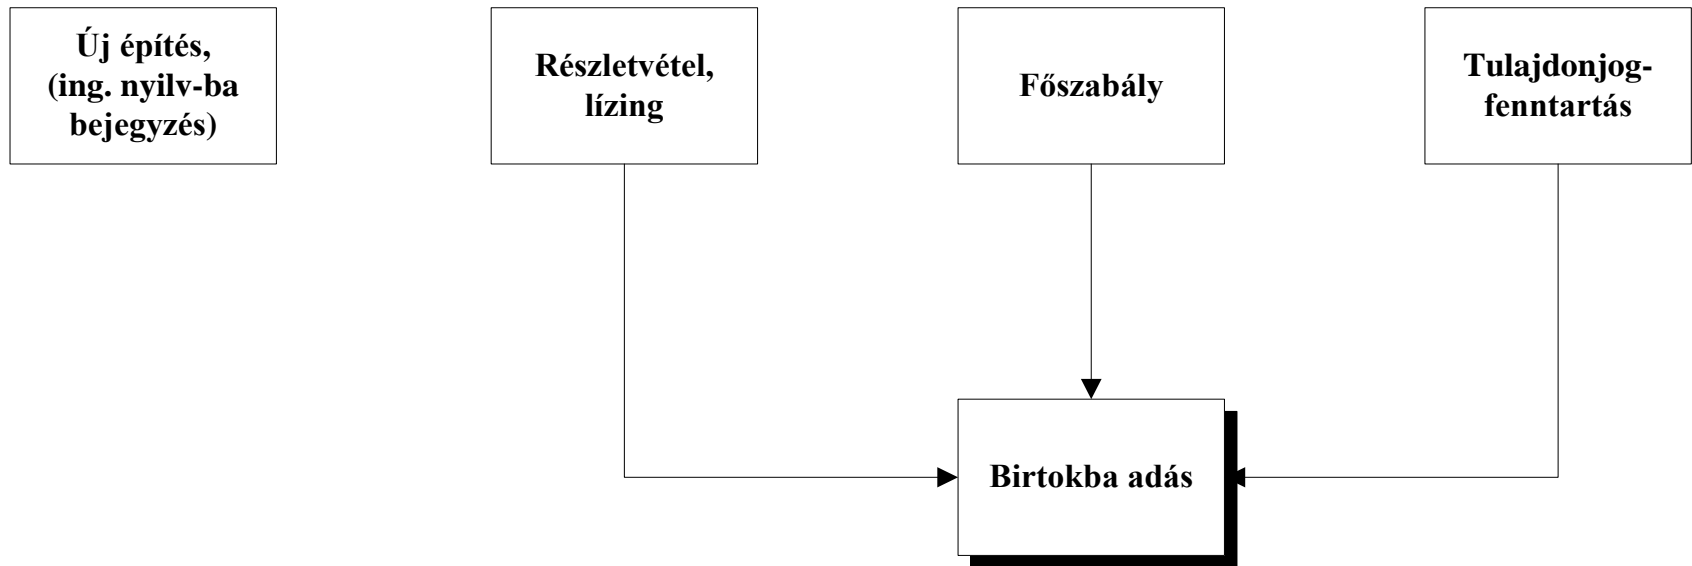 Új építés,
(ing. nyilv-ba
bejegyzés)
Részletvétel,
lízing
Főszabály
Tulajdonjog-
fenntartás
Birtokba adás